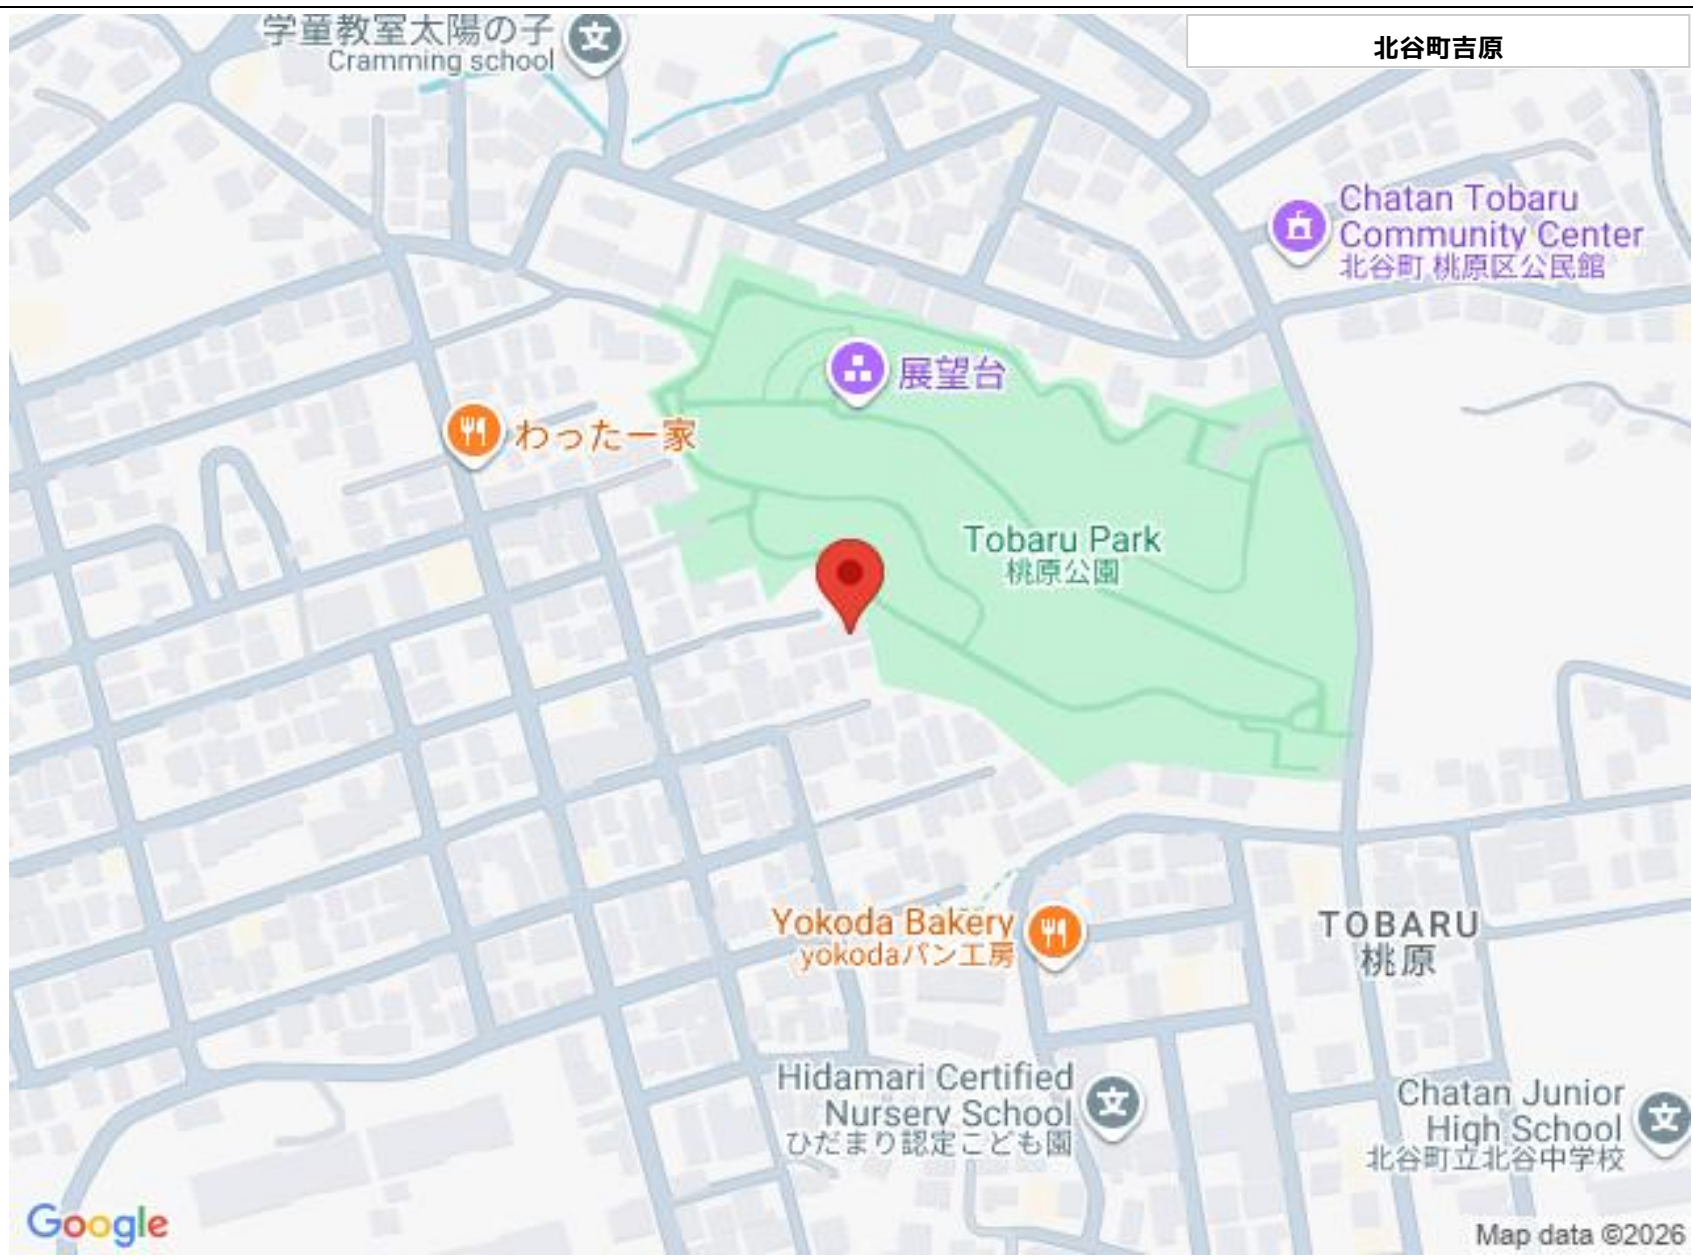 学童教室太陽の子
Cramming school
北谷町吉原
Chatan Tobaru
Community Center
北谷町 桃原区公民館
展望台
わったー家
Tobaru Park
桃原公園
Yokoda Bakery
yokodaパン工房
TOBARU
桃原
Hidamari Certified
Nursery School
ひだまり認定こども園
Chatan Junior
High School
北谷町立北谷中学校
Google
Map data ©2026